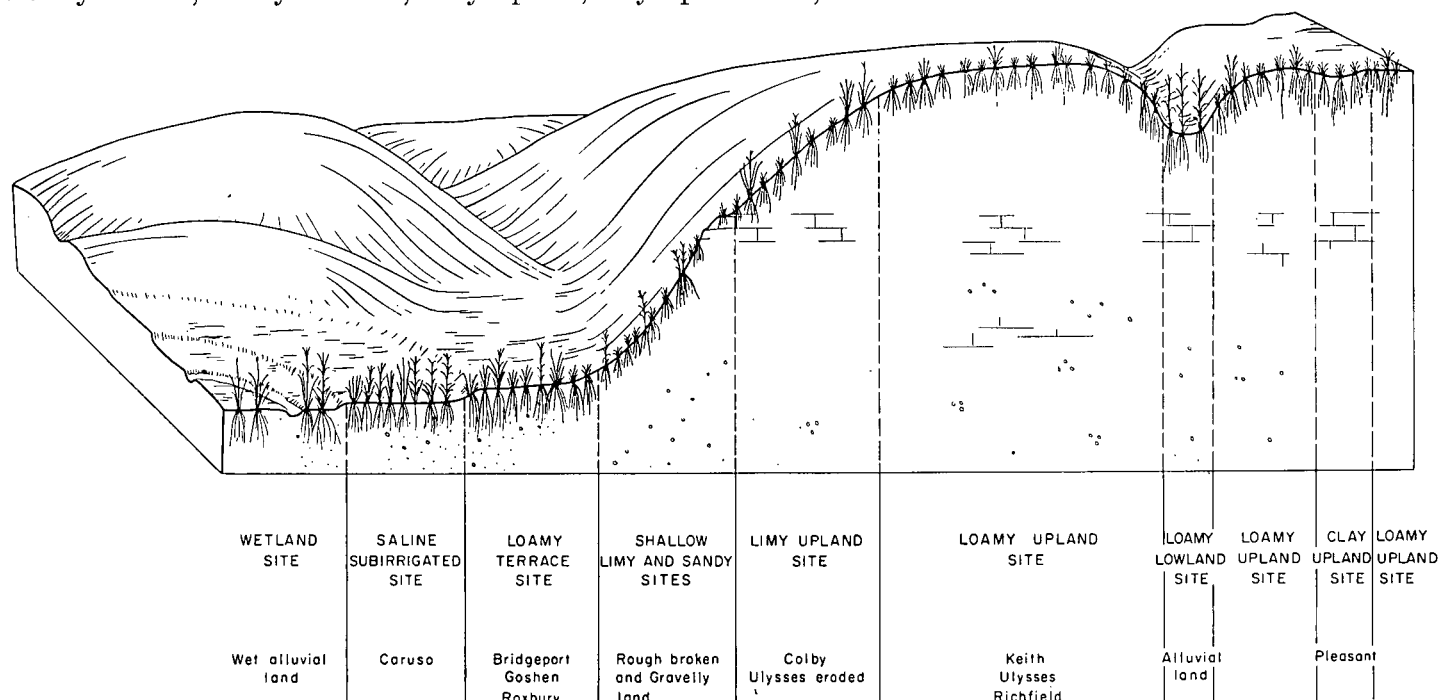 WETLAND
SITE
SALINE
SUBIRRIGATED
SITE
LOAMY
TERRACE
SITE
SHALLOW
LIMY AND SANDY
SITES
LIMY UPLAND
SITE
LOAMY UPLAND
SITE
LOAMY
LOWLAND
SITE
LOAMY
UPLAND
SITE
CLAY
UPLAND
SITE
LOAMY
UPLAND
SITE
Wet alluvial
land
Caruso
Bridgeport
Goshen
Roxbury
Rough broken
and Gravelly
land
Colby
Ulysses eroded
Keith
Ulysses
Richfield
Alluvial
land
Pleasant